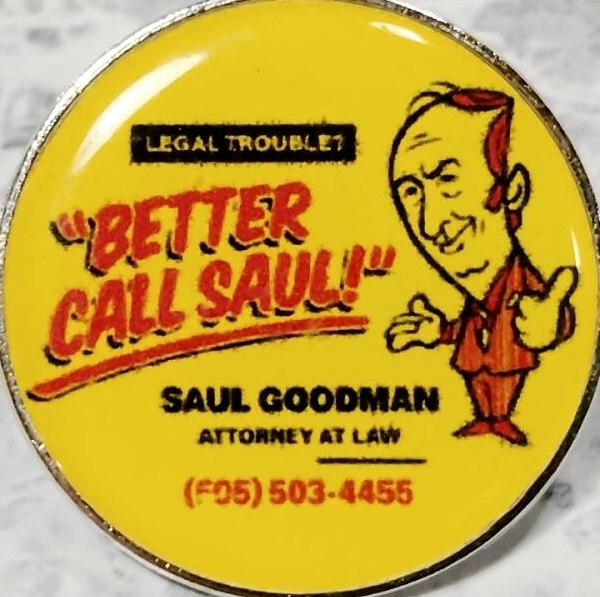 LEGAL TROUBLE?
"BETTER
CALL SAUL!"
SAUL GOODMAN
ATTORNEY AT LAW
(505) 503-4455